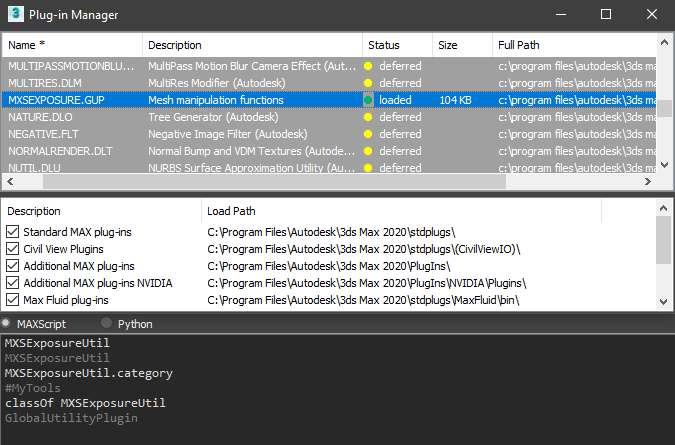 3 Plug-in Manager
Name * Description Status Size Full Path
MULTIPASSMOTIONBLU... MultiPass Motion Blur Camera Effect (Auto... deferred c:\program files\autodesk\3ds ma
MULTIRES.DLM MultiRes Modifier (Autodesk) deferred c:\program files\autodesk\3ds ma
MXSEXPOSURE.GUP Mesh manipulation functions loaded 104 KB c:\program files\autodesk\3ds ma
NATURE.DLO Tree Generator (Autodesk) deferred c:\program files\autodesk\3ds ma
NEGATIVE.FLT Negative Image Filter (Autodesk) deferred c:\program files\autodesk\3ds ma
NORMALRENDER.DLT Normal Bump and VDM Textures (Autodes... deferred c:\program files\autodesk\3ds ma
NUTIL.DLU NURBS Surface Approximation Utility (Au... deferred c:\program files\autodesk\3ds ma
Description Load Path
Standard MAX plug-ins C:\Program Files\Autodesk\3ds Max 2020\stdplugs\
Civil View Plugins C:\Program Files\Autodesk\3ds Max 2020\stdplugs\(CivilViewIO)\
Additional MAX plug-ins C:\Program Files\Autodesk\3ds Max 2020\PlugIns\
Additional MAX plug-ins NVIDIA C:\Program Files\Autodesk\3ds Max 2020\PlugIns\NVIDIA\Plugins\
Max Fluid plug-ins C:\Program Files\Autodesk\3ds Max 2020\stdplugs\MaxFluid\bin\
MAXScript Python
MXSExposureUtil
MXSExposureUtil
MXSExposureUtil.category
#MyTools
classOf MXSExposureUtil
GlobalUtilityPlugin